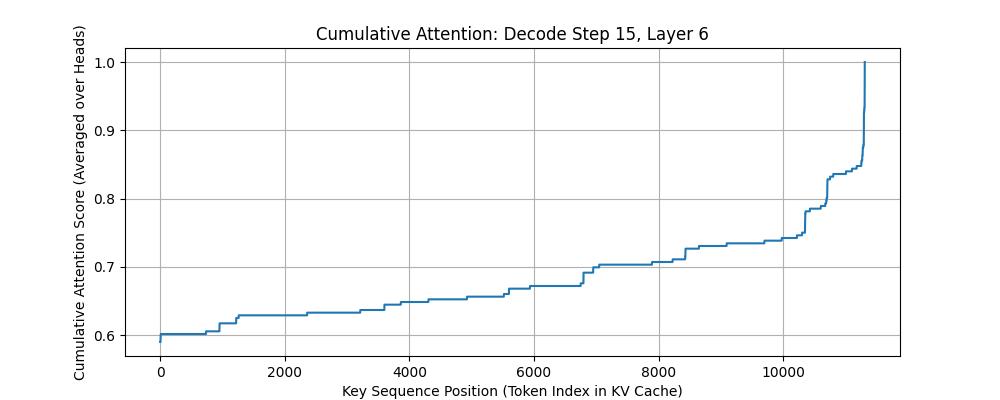 Cumulative Attention: Decode Step 15, Layer 6
Cumulative Attention Score (Averaged over Heads)
1.0
0.9
0.8
0.7
0.6
0 2000 4000 6000 8000 10000
Key Sequence Position (Token Index in KV Cache)